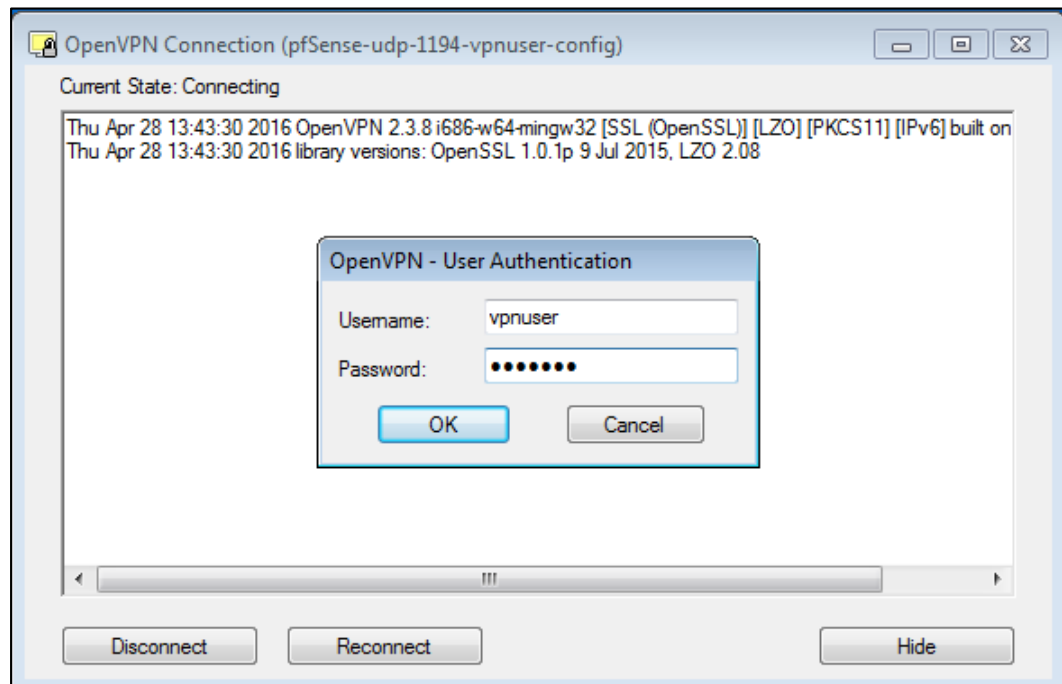 OpenVPN Connection (pfSense-udp-1194-vpnuser-config)
Current State: Connecting
Thu Apr 28 13:43:30 2016 OpenVPN 2.3.8 i686-w64-mingw32 [SSL (OpenSSL)] [LZO] [PKCS11] [IPv6] built on
Thu Apr 28 13:43:30 2016 library versions: OpenSSL 1.0.1p 9 Jul 2015, LZO 2.08
OpenVPN - User Authentication
Username: vpnuser
Password: •••••••
OK Cancel
Disconnect Reconnect Hide